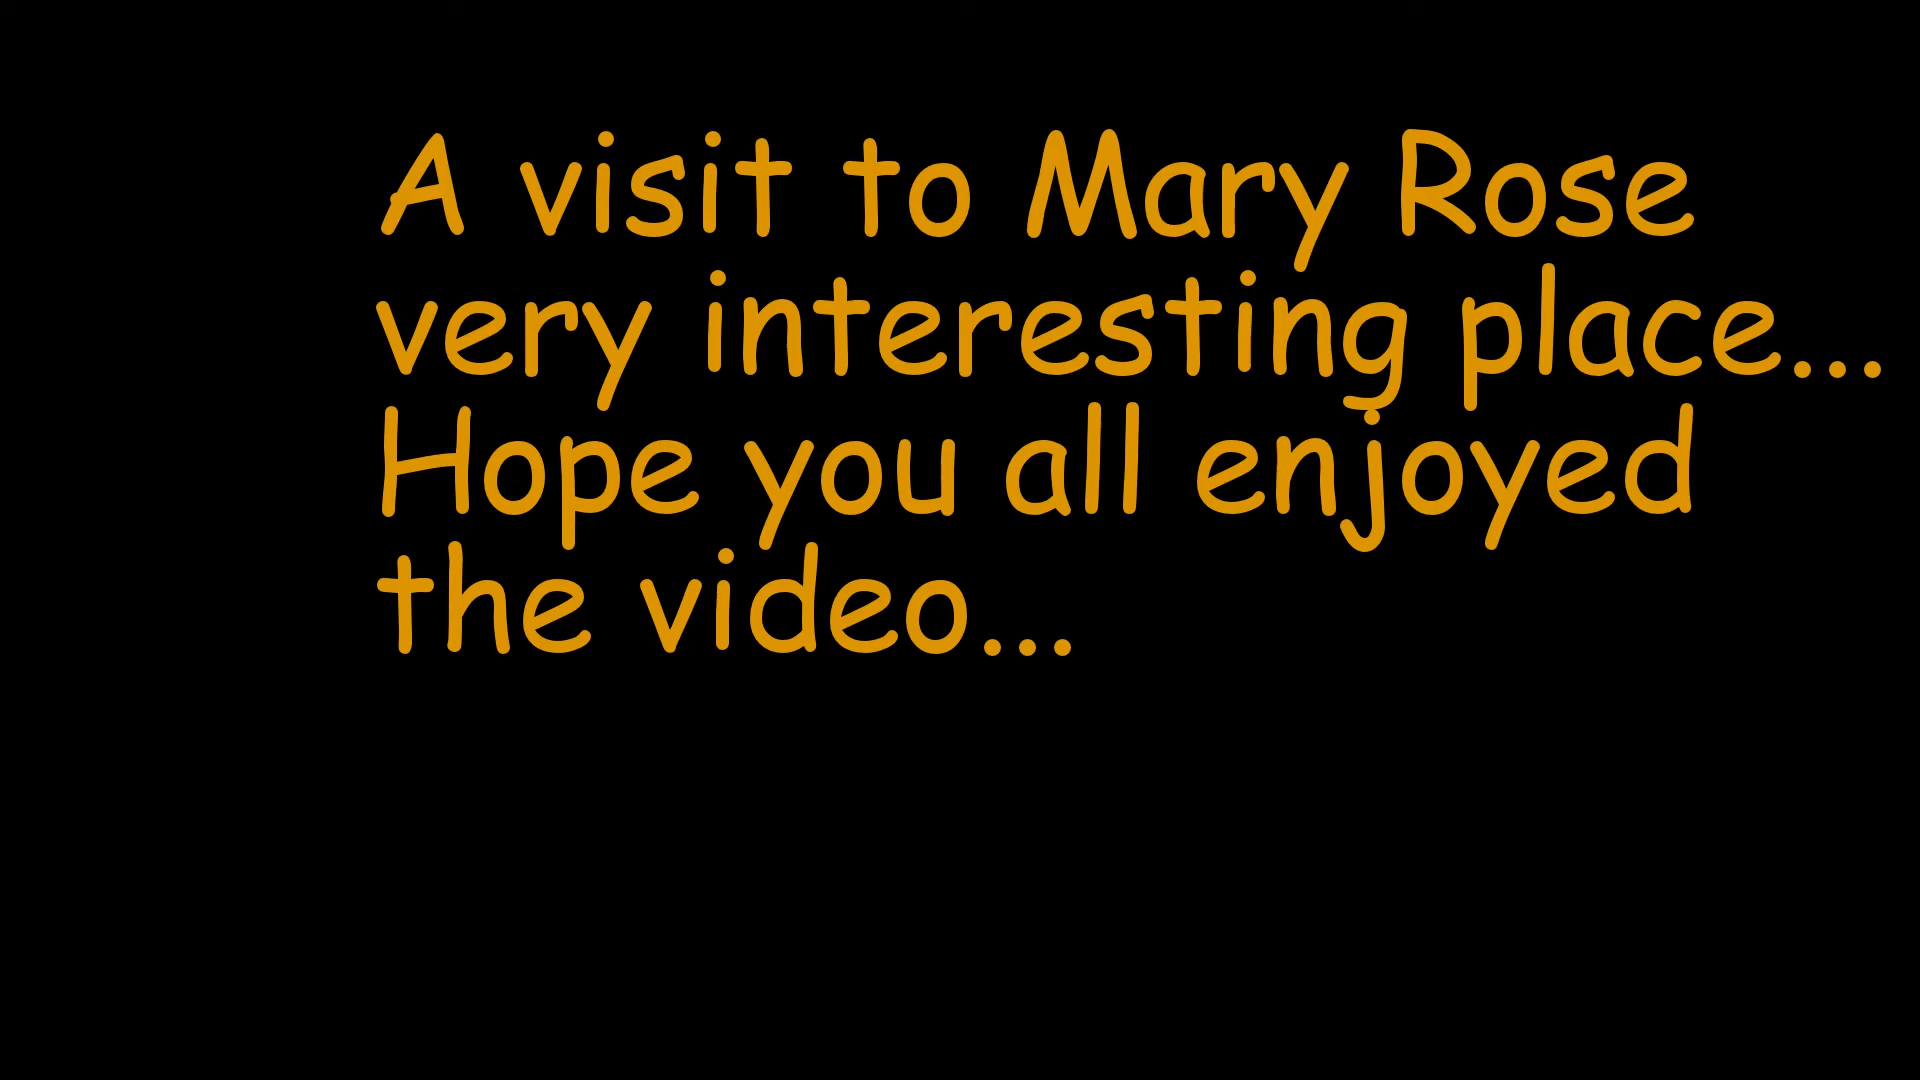 A visit to Mary Rose
very interesting place...
Hope you all enjoyed
the video...